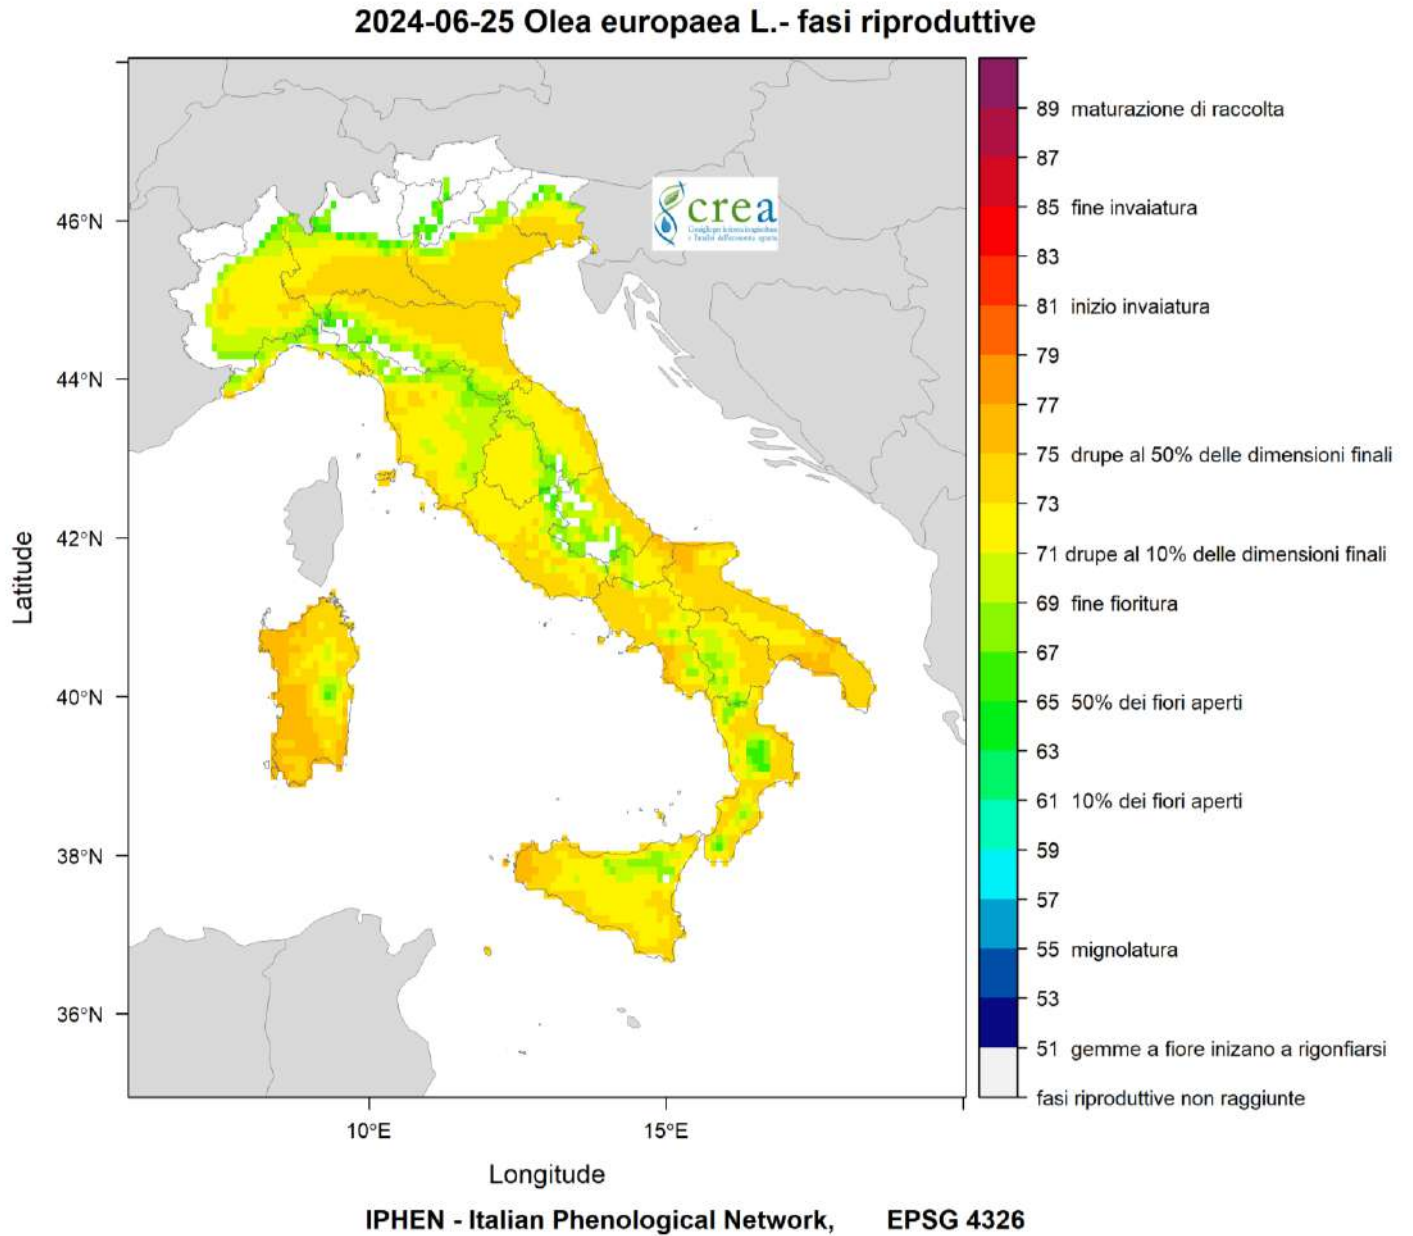 2024-06-25 Olea europaea L.- fasi riproduttive
89 maturazione di raccolta
87
85 fine invaiatura
83
81 inizio invaiatura
79
77
75 drupe al 50% delle dimensioni finali
73
71 drupe al 10% delle dimensioni finali
69 fine fioritura
67
65 50% dei fiori aperti
63
61 10% dei fiori aperti
59
57
55 mignolatura
53
51 gemme a fiore inizano a rigonfiarsi
fasi riproduttive non raggiunte
crea
46°N
44°N
42°N
40°N
38°N
36°N
Latitude
10°E 15°E
Longitude
IPHEN - Italian Phenological Network, EPSG 4326